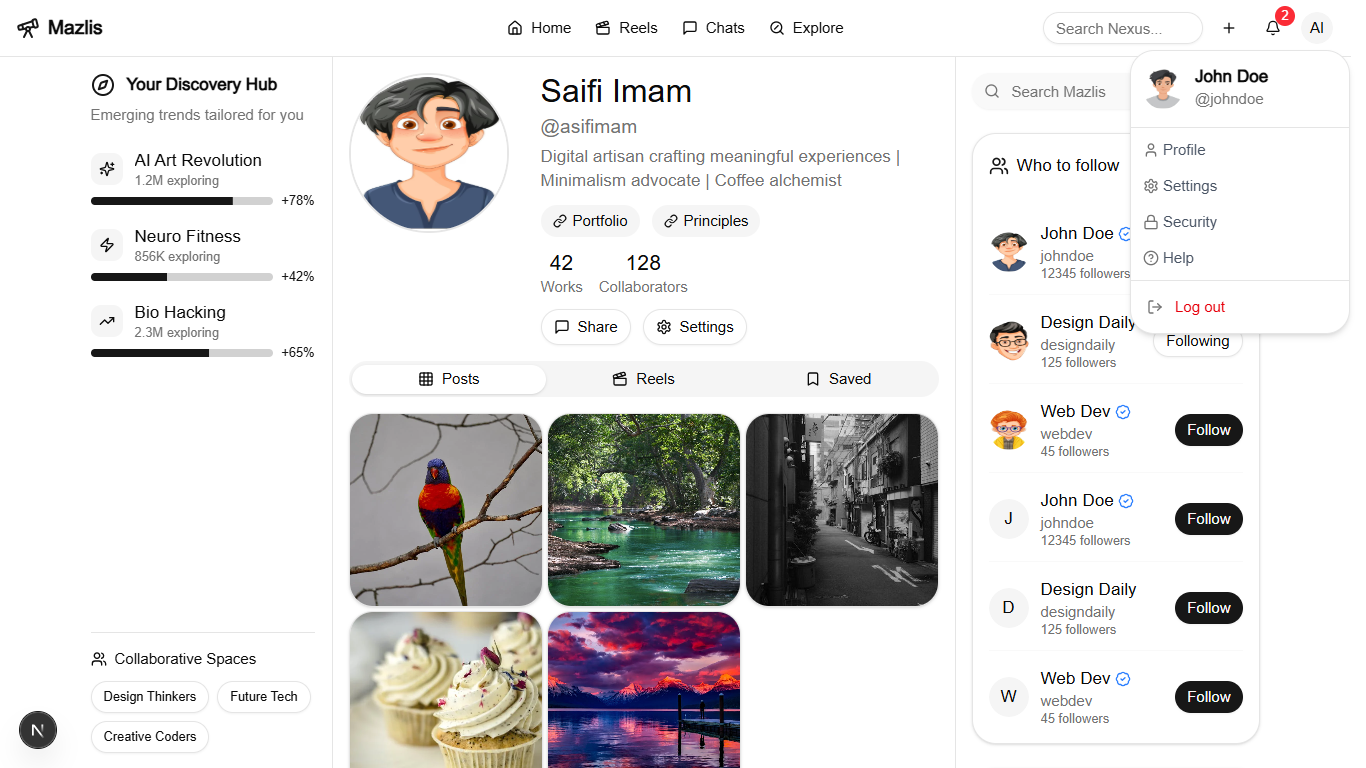 Mazlis
Home
Reels
Chats
Explore
Search Nexus...
2
AI
Your Discovery Hub
Emerging trends tailored for you
AI Art Revolution
1.2M exploring
+78%
Neuro Fitness
856K exploring
+42%
Bio Hacking
2.3M exploring
+65%
Collaborative Spaces
Design Thinkers
Future Tech
Creative Coders
N
Saifi Imam
@asifimam
Digital artisan crafting meaningful experiences |
Minimalism advocate | Coffee alchemist
Portfolio
Principles
42
Works
128
Collaborators
Share
Settings
Posts
Reels
Saved
Search Mazlis
Who to follow
John Doe
johndoe
12345 followers
Design Daily
designdaily
125 followers
Following
Web Dev
webdev
45 followers
Follow
J
John Doe
johndoe
12345 followers
Follow
D
Design Daily
designdaily
125 followers
Follow
W
Web Dev
webdev
45 followers
Follow
John Doe
@johndoe
Profile
Settings
Security
Help
Log out